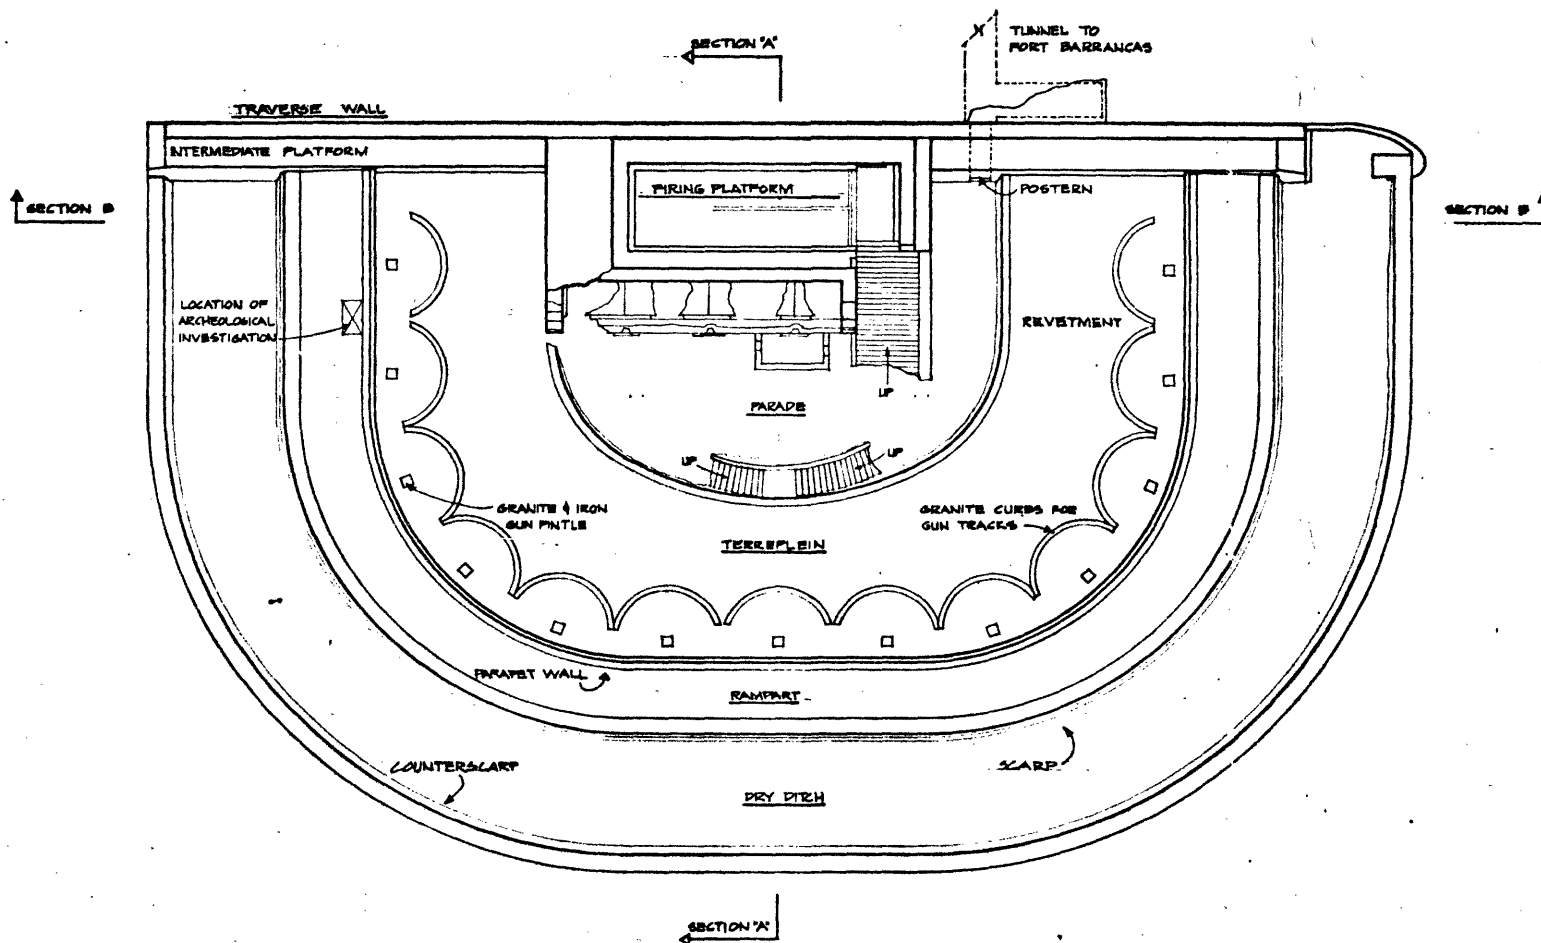 SECTION "A"
TUNNEL TO
FORT BARRANCAS
TRAVERSE WALL
INTERMEDIATE PLATFORM
FIRING PLATFORM
POSTERN
SECTION B
SECTION B
LOCATION OF
ARCHEOLOGICAL
INVESTIGATION
REVETMENT
UP
PARADE
UP
UP
GRANITE & IRON
GUN PINTLE
GRANITE CURBS FOR
GUN TRACKS
TERREPLEIN
PARAPET WALL
RAMPART
COUNTERSCARP
SCARP
DRY DITCH
SECTION "A"